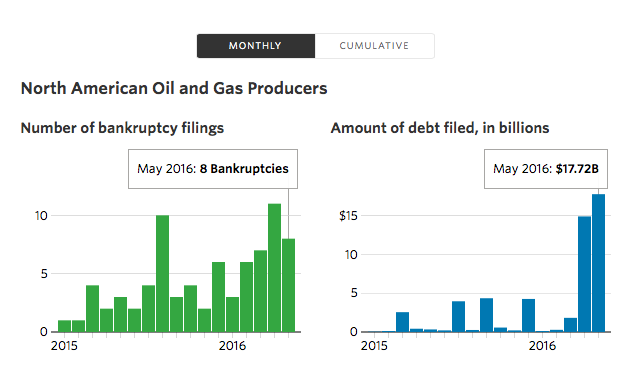 MONTHLY CUMULATIVE
North American Oil and Gas Producers
Number of bankruptcy filings
May 2016: 8 Bankruptcies
10
5
0
2015 2016
Amount of debt filed, in billions
May 2016: $17.72B
$15
10
5
0
2015 2016